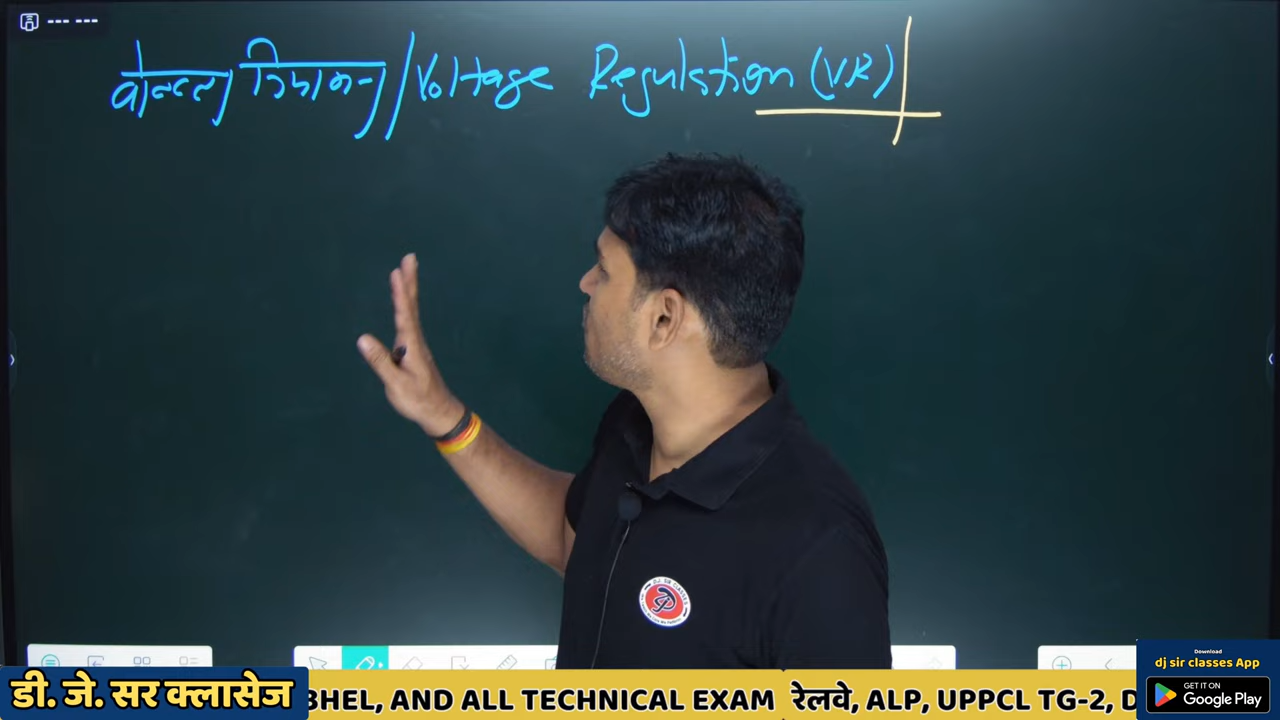 वोल्टता नियमन/Voltage Regulation (VR)
Download
dj sir classes App
GET IT ON
Google Play
डी. जे. सर क्लासेज
BHEL, AND ALL TECHNICAL EXAM रेलवे, ALP, UPPCL TG-2, D